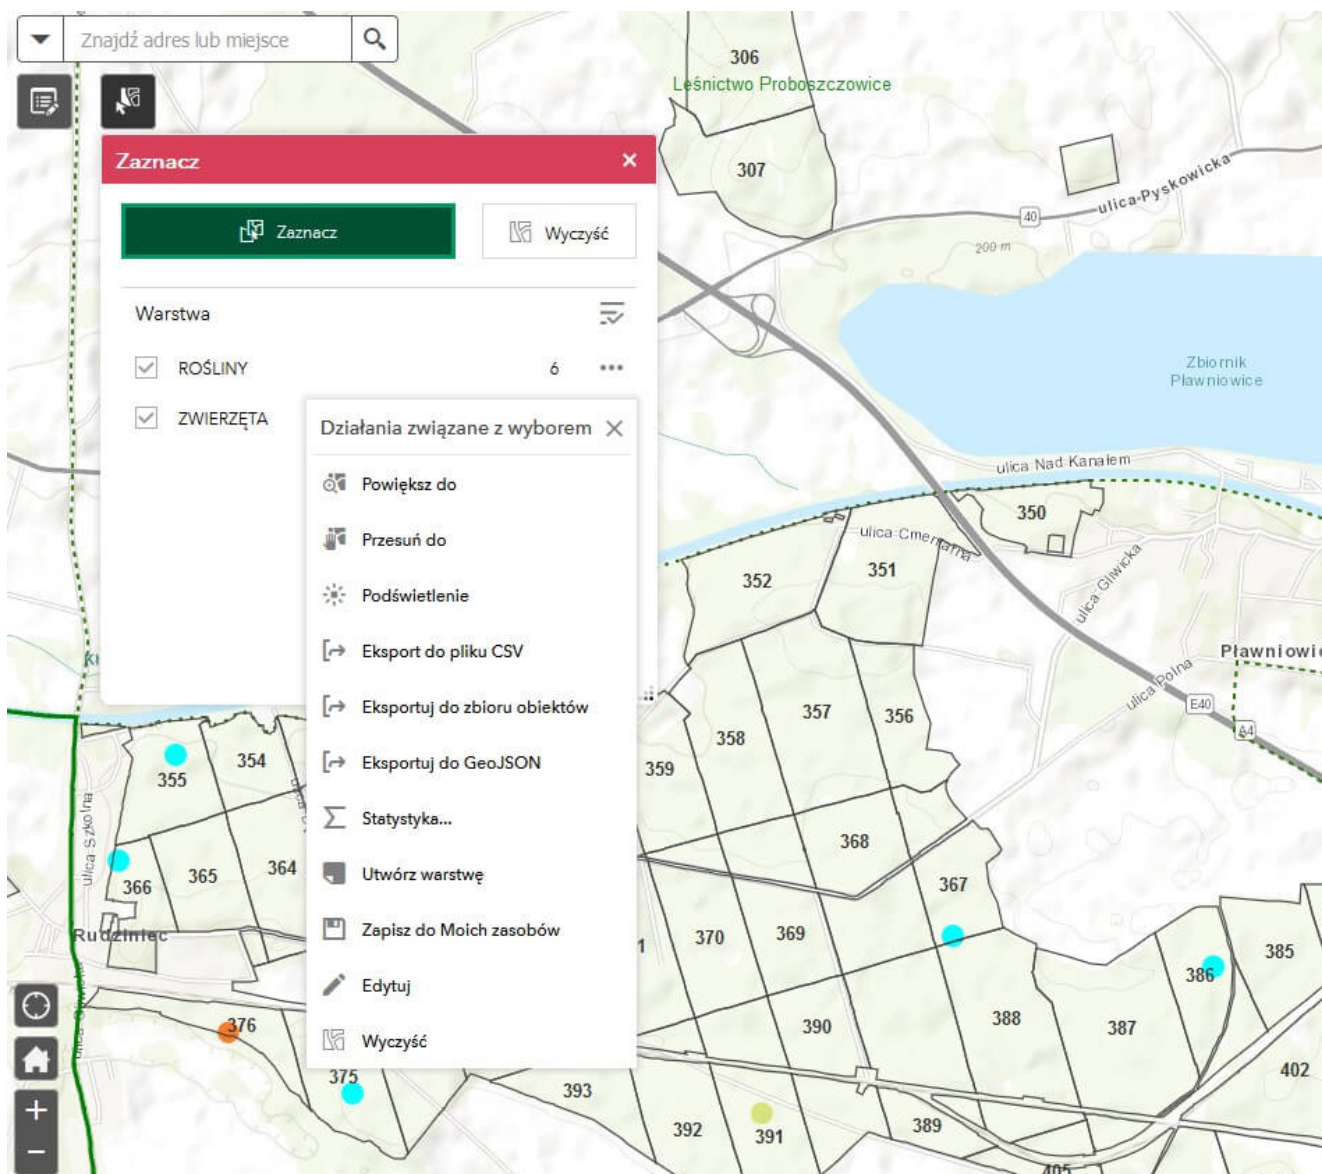 Znajdź adres lub miejsce
306
Leśnictwo Proboszczowice
307
ulica Pyskowicka
40
200 m
Zaznacz
Zaznacz
Wyczyść
Warstwa
ROŚLINY 6
ZWIERZĘTA
Działania związane z wyborem
Powiększ do
Przesuń do
Podświetlenie
Eksport do pliku CSV
Eksportuj do zbioru obiektów
Eksportuj do GeoJSON
Statystyka...
Utwórz warstwę
Zapisz do Moich zasobów
Edytuj
Wyczyść
Zbiornik
Pławniowice
ulica Nad Kanałem
350
ulica Cmentarna
351
352
ulica Gliwicka
Pławniowi
ulica Polna
E40
A4
357
356
358
359
354
355
368
364
365
366
367
ulica Szkolna
Rudziniec
370
369
385
386
376
390
388
387
375
393
402
392
391
389
405